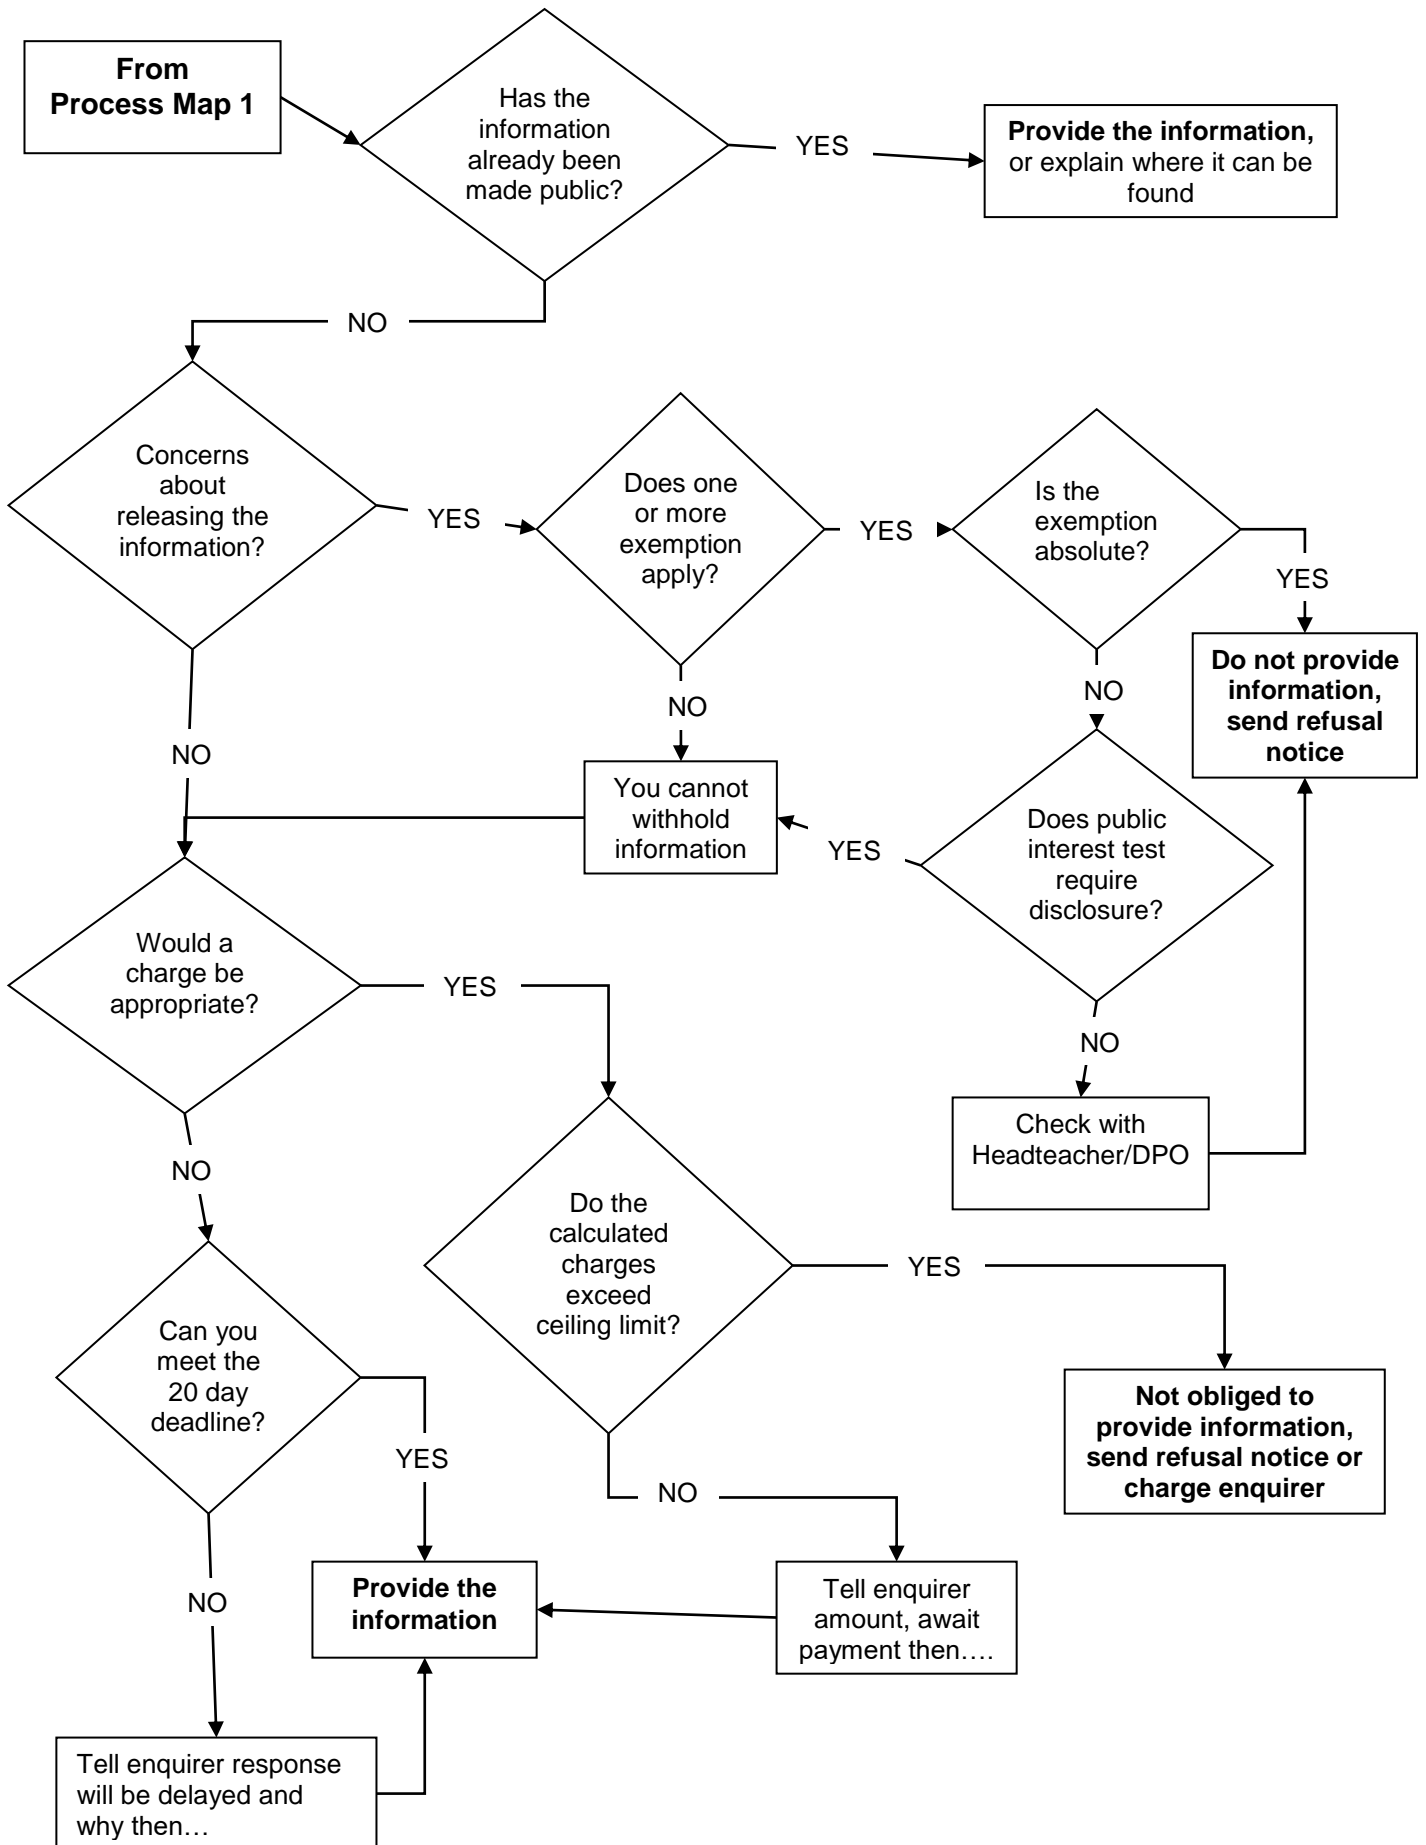 From
Process Map 1
Has the
information
already been
made public?
YES
Provide the information,
or explain where it can be
found
NO
Concerns
about
releasing the
information?
YES
Does one
or more
exemption
apply?
YES
Is the
exemption
absolute?
YES
Do not provide
information,
send refusal
notice
NO
NO
NO
You cannot
withhold
information
YES
Does public
interest test
require
disclosure?
NO
Check with
Headteacher/DPO
Would a
charge be
appropriate?
YES
NO
Do the
calculated
charges
exceed
ceiling limit?
YES
Not obliged to
provide information,
send refusal notice or
charge enquirer
Can you
meet the
20 day
deadline?
YES
NO
NO
Provide the
information
Tell enquirer
amount, await
payment then….
Tell enquirer response
will be delayed and
why then…